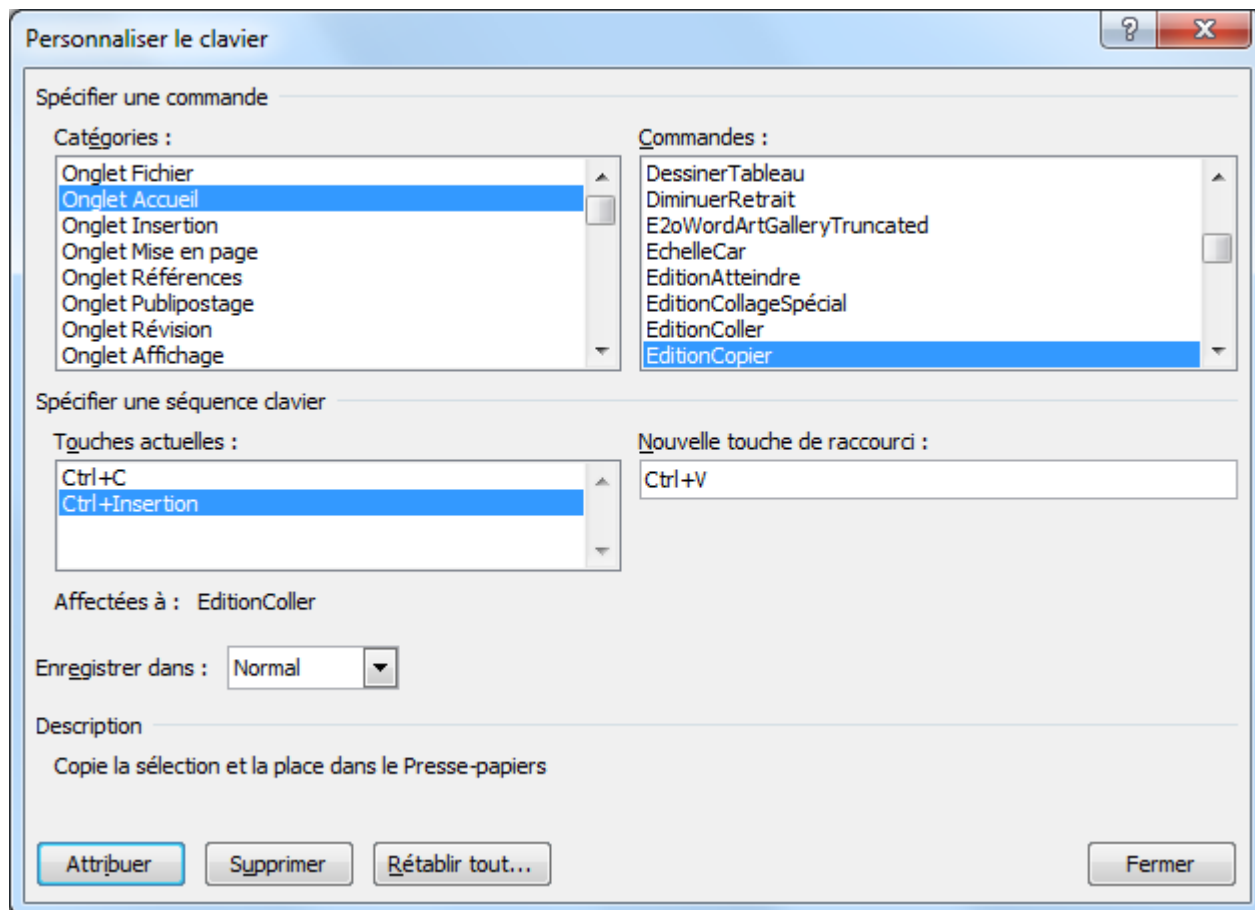 Personnaliser le clavier
Spécifier une commande
Catégories :
Onglet Fichier
Onglet Accueil
Onglet Insertion
Onglet Mise en page
Onglet Références
Onglet Publipostage
Onglet Révision
Onglet Affichage
Commandes :
DessinerTableau
DiminuerRetrait
E2oWordArtGalleryTruncated
EchelleCar
EditionAtteindre
EditionCollageSpécial
EditionColler
EditionCopier
Spécifier une séquence clavier
Touches actuelles :
Ctrl+C
Ctrl+Insertion
Nouvelle touche de raccourci :
Ctrl+V
Affectées à : EditionColler
Enregistrer dans : Normal
Description
Copie la sélection et la place dans le Presse-papiers
Attribuer Supprimer Rétablir tout... Fermer